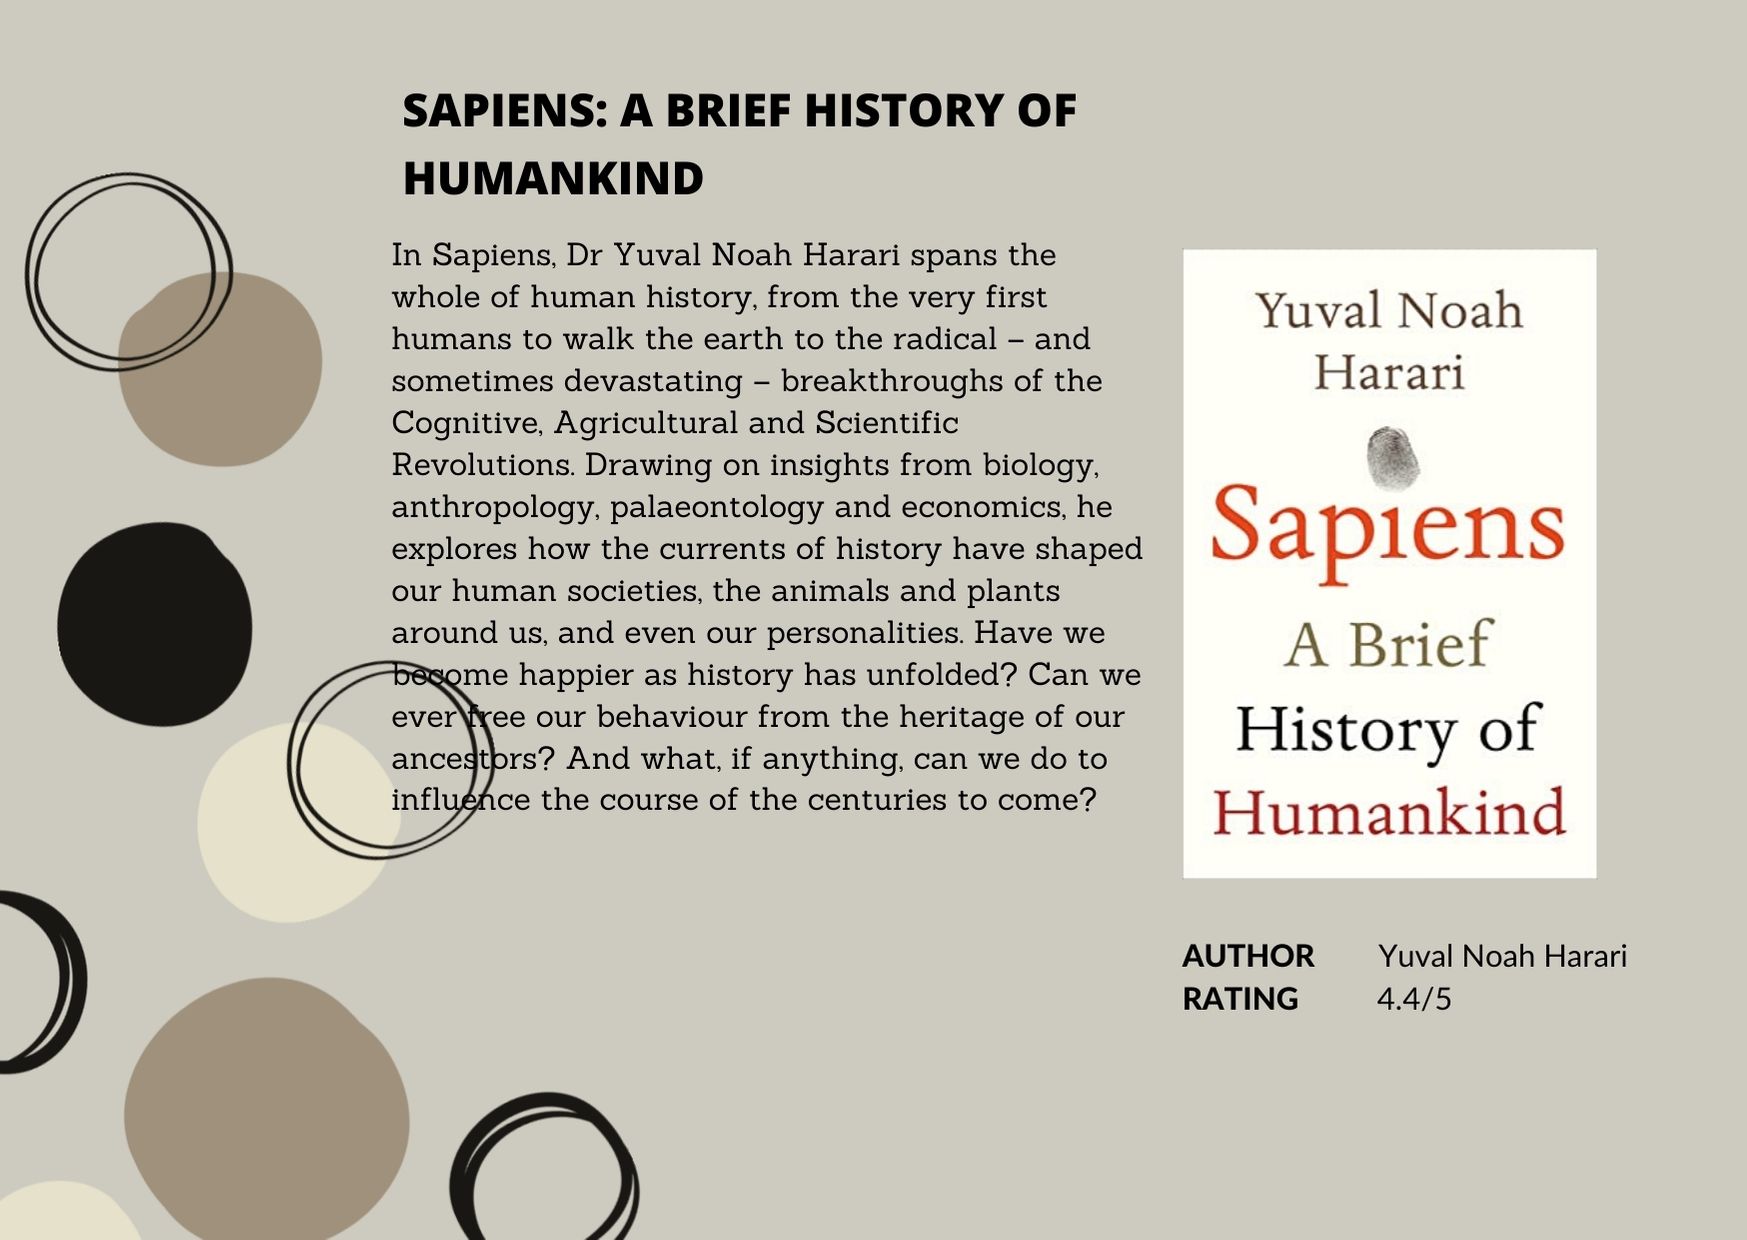 SAPIENS: A BRIEF HISTORY OF
HUMANKIND
In Sapiens, Dr Yuval Noah Harari spans the
whole of human history, from the very first
humans to walk the earth to the radical – and
sometimes devastating – breakthroughs of the
Cognitive, Agricultural and Scientific
Revolutions. Drawing on insights from biology,
anthropology, palaeontology and economics, he
explores how the currents of history have shaped
our human societies, the animals and plants
around us, and even our personalities. Have we
become happier as history has unfolded? Can we
ever free our behaviour from the heritage of our
ancestors? And what, if anything, can we do to
influence the course of the centuries to come?
Yuval Noah
Harari
Sapiens
A Brief
History of
Humankind
AUTHOR Yuval Noah Harari
RATING 4.4/5